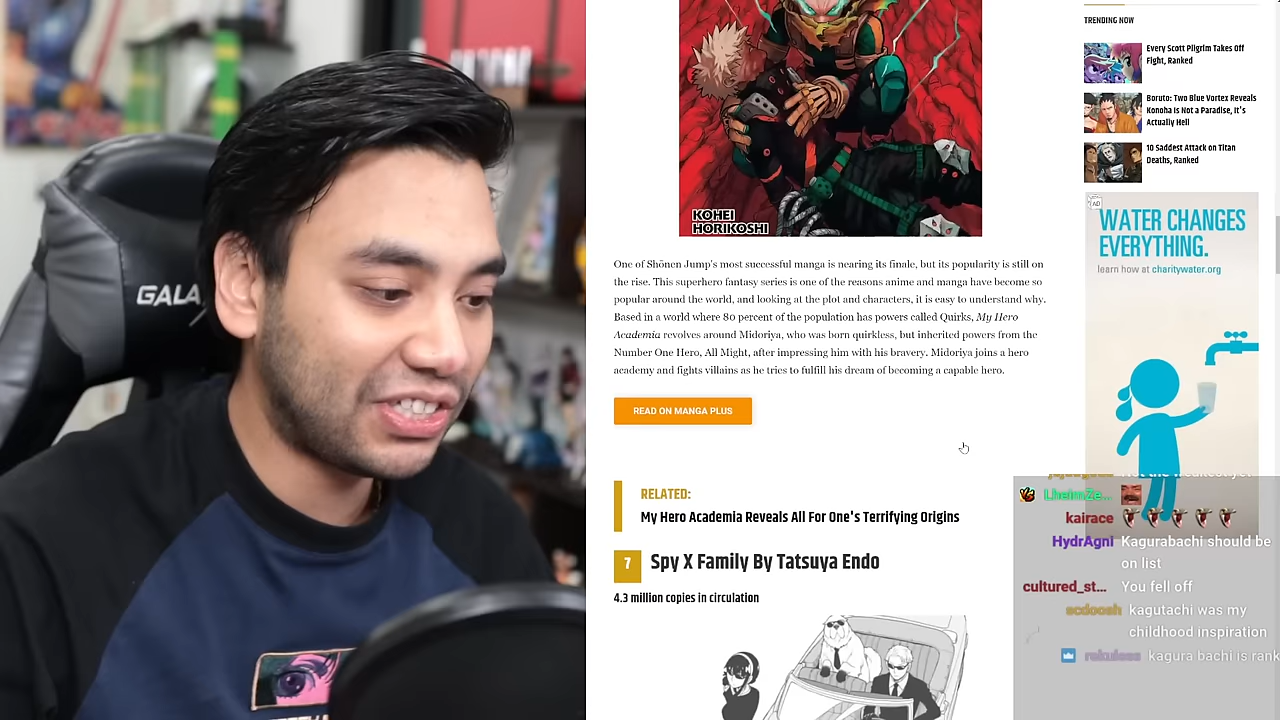 GALA
KOHEI
HORIKOSHI
One of Shōnen Jump's most successful manga is nearing its finale, but its popularity is still on
the rise. This superhero fantasy series is one of the reasons anime and manga have become so
popular around the world, and looking at the plot and characters, it is easy to understand why.
Based in a world where 80 percent of the population has powers called Quirks, My Hero
Academia revolves around Midoriya, who was born quirkless, but inherited powers from the
Number One Hero, All Might, after impressing him with his bravery. Midoriya joins a hero
academy and fights villains as he tries to fulfill his dream of becoming a capable hero.
READ ON MANGA PLUS
RELATED:
My Hero Academia Reveals All For One's Terrifying Origins
7 Spy X Family By Tatsuya Endo
4.3 million copies in circulation
TRENDING NOW
Every Scott Pilgrim Takes Off
Fight, Ranked
Boruto: Two Blue Vortex Reveals
Konoha Is Not a Paradise, It's
Actually Hell
10 Saddest Attack on Titan
Deaths, Ranked
AD
WATER CHANGES
EVERYTHING.
learn how at charitywater.org
LheimZe...
kairace
HydrAgni Kagurabachi should be
on list
cultured_st... You fell off
scdoosh kagutachi was my
childhood inspiration
rokuless kagura bachi is rank